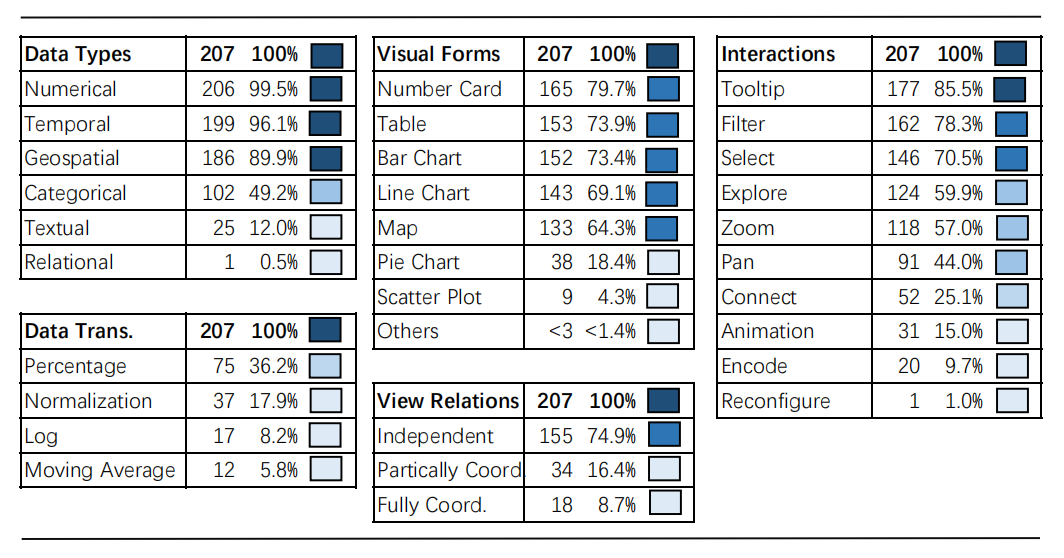 Data Types 207 100%
Numerical 206 99.5%
Temporal 199 96.1%
Geospatial 186 89.9%
Categorical 102 49.2%
Textual 25 12.0%
Relational 1 0.5%
Data Trans. 207 100%
Percentage 75 36.2%
Normalization 37 17.9%
Log 17 8.2%
Moving Average 12 5.8%
Visual Forms 207 100%
Number Card 165 79.7%
Table 153 73.9%
Bar Chart 152 73.4%
Line Chart 143 69.1%
Map 133 64.3%
Pie Chart 38 18.4%
Scatter Plot 9 4.3%
Others <3 <1.4%
View Relations 207 100%
Independent 155 74.9%
Partically Coord. 34 16.4%
Fully Coord. 18 8.7%
Interactions 207 100%
Tooltip 177 85.5%
Filter 162 78.3%
Select 146 70.5%
Explore 124 59.9%
Zoom 118 57.0%
Pan 91 44.0%
Connect 52 25.1%
Animation 31 15.0%
Encode 20 9.7%
Reconfigure 1 1.0%